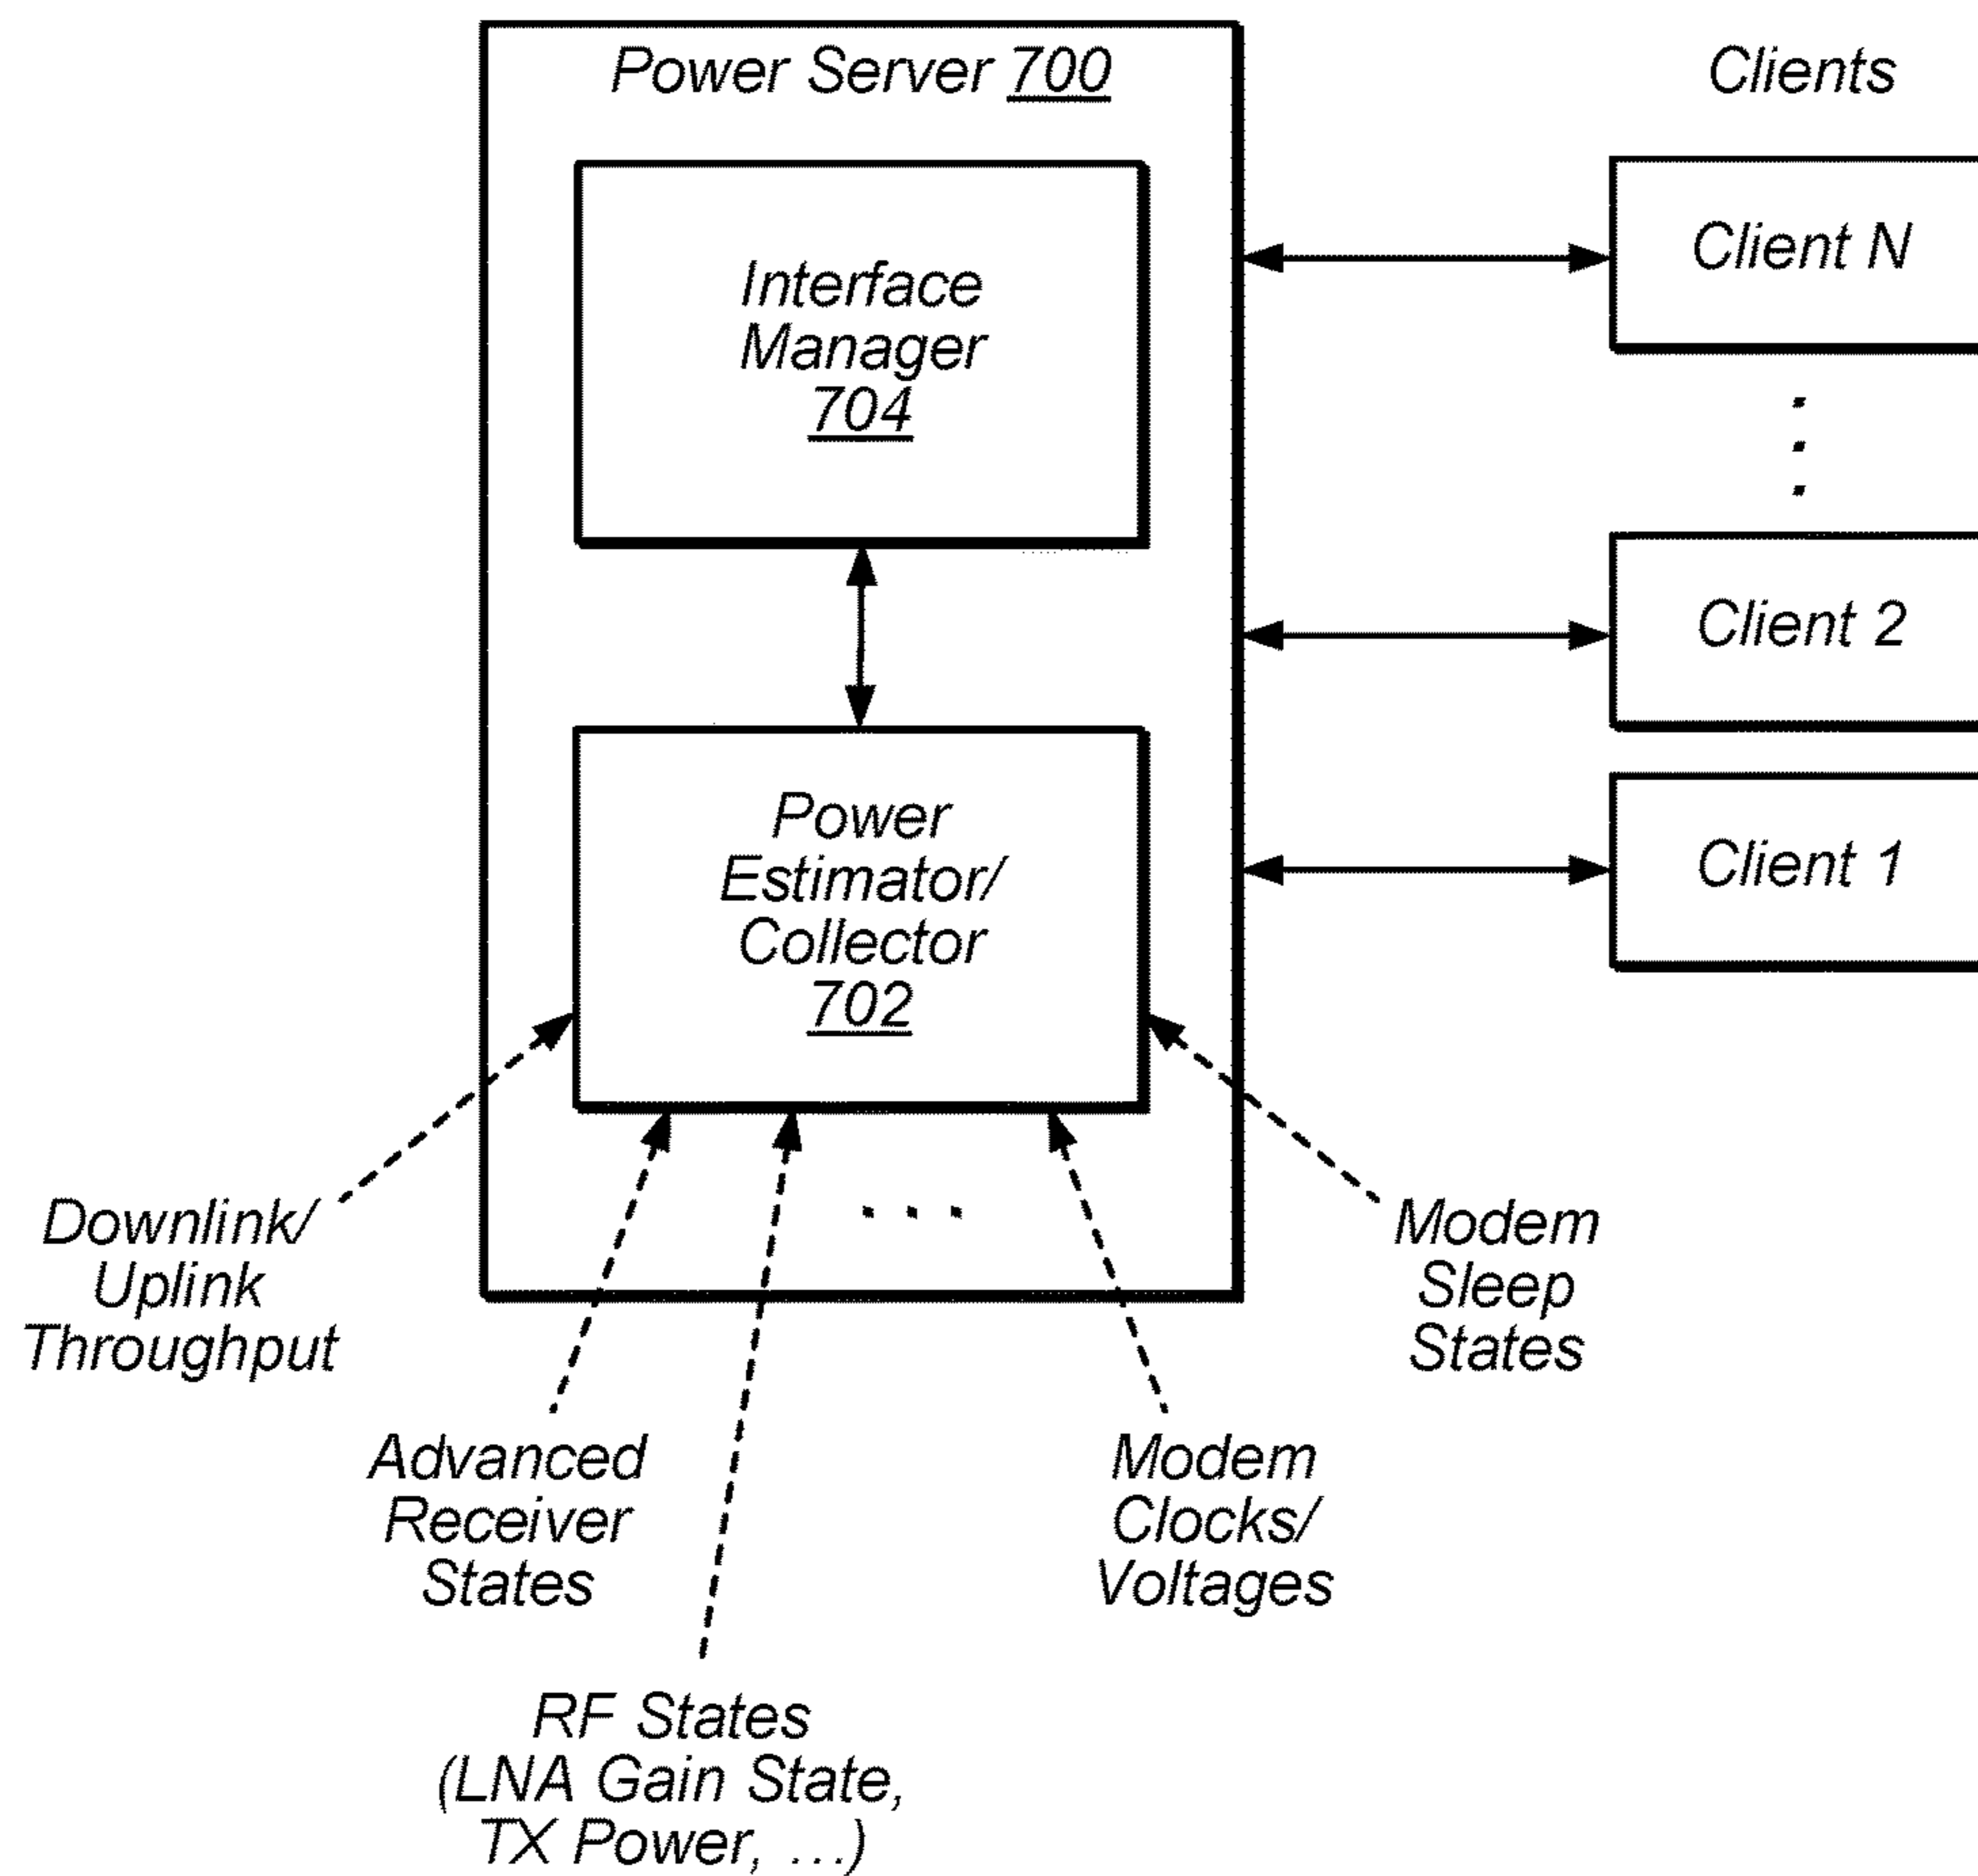 Power Server 700
Clients
Interface
Manager
704
Client N
Client 2
Power
Estimator/
Collector
702
Client 1
Downlink/
Uplink
Throughput
. . .
Modem
Sleep
States
Advanced
Receiver
States
Modem
Clocks/
Voltages
RF States
(LNA Gain State,
TX Power, ...)